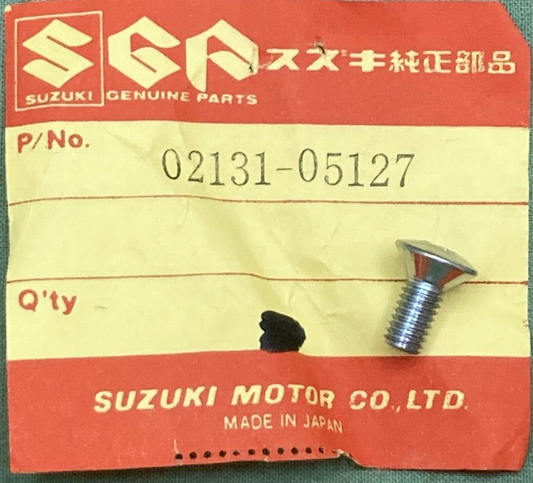 SGP スズキ純正部品
SUZUKI GENUINE PARTS
P/No. 02131-05127
Q'ty
SUZUKI MOTOR CO., LTD.
MADE IN JAPAN